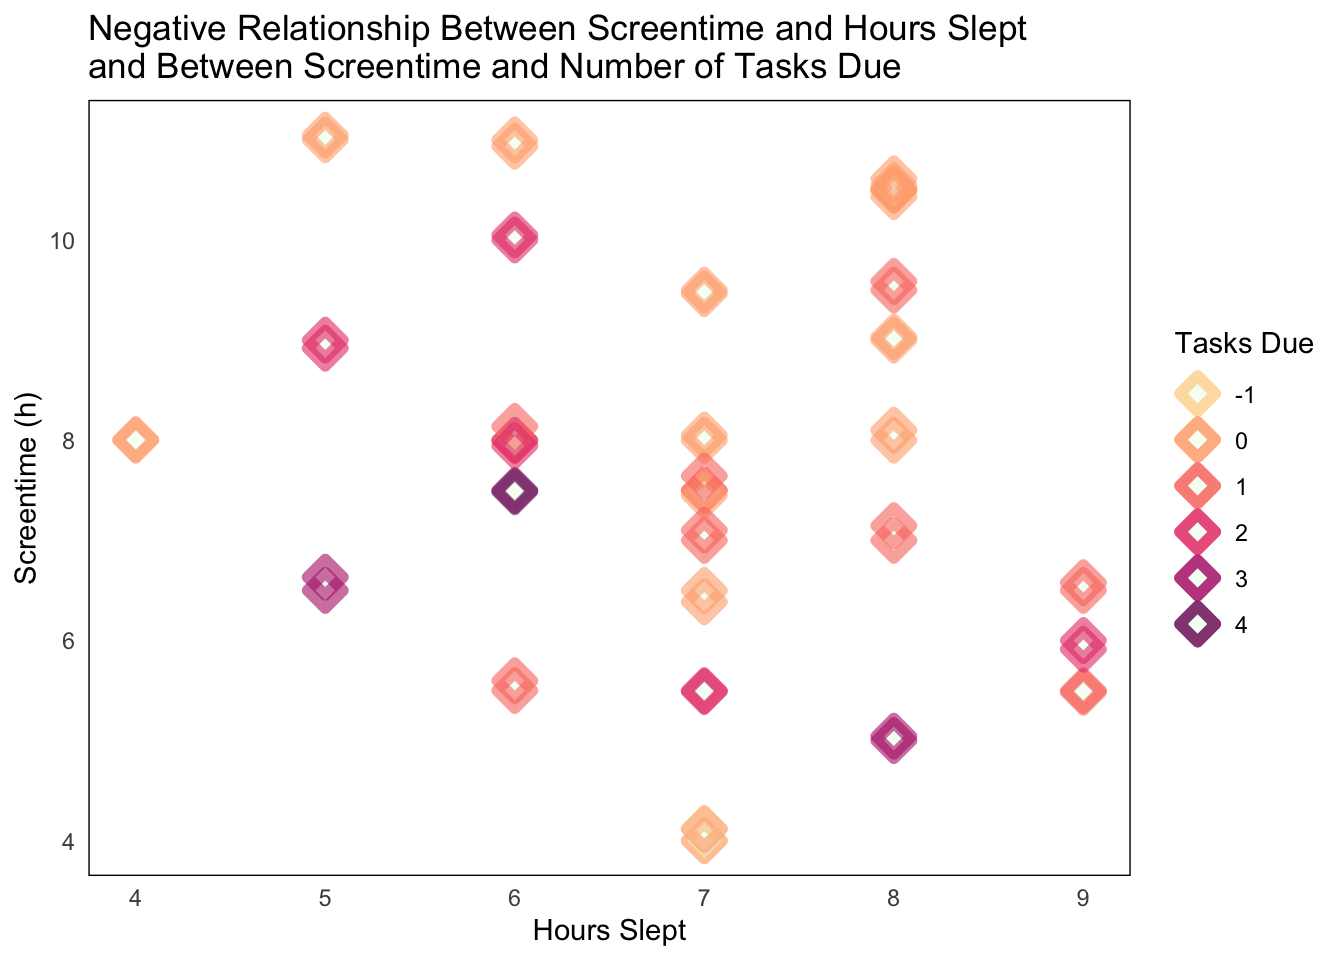 Negative Relationship Between Screentime and Hours Slept
and Between Screentime and Number of Tasks Due
Screentime (h)
10
8
6
4
4 5 6 7 8 9
Hours Slept
Tasks Due
-1
0
1
2
3
4